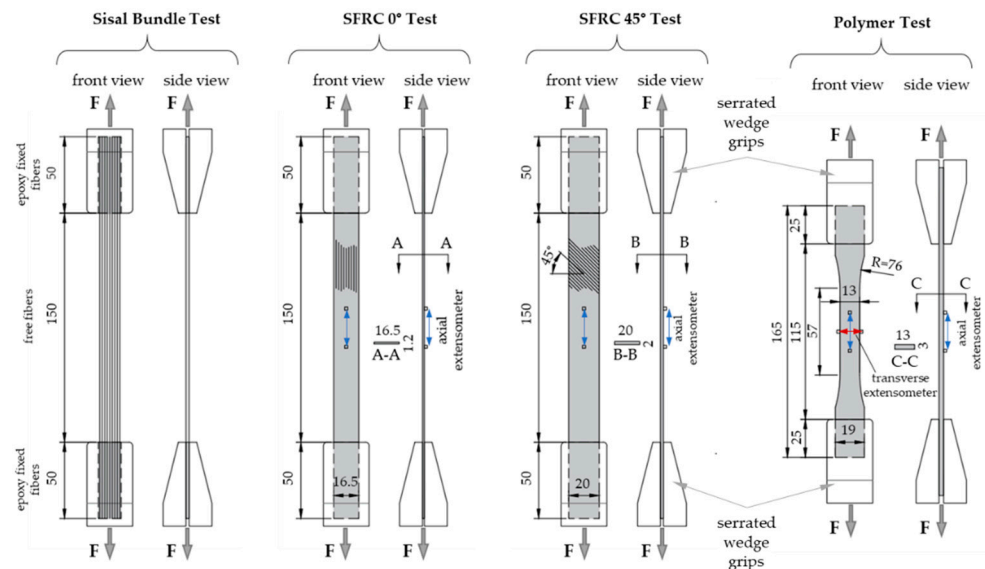 Sisal Bundle Test
front view
side view
F
F
epoxy fixed
fibers
50
free fibers
150
epoxy fixed
fibers
50
F
F
SFRC 0° Test
front view
side view
F
F
50
150
50
A
A
16.5
1.2
A-A
axial
extensometer
16.5
F
F
SFRC 45° Test
front view
side view
F
F
50
150
50
45°
B
B
20
2
B-B
axial
extensometer
20
F
F
serrated
wedge
grips
serrated
wedge
grips
Polymer Test
front view
side view
F
F
25
165
115
57
25
R=76
13
C
C
13
3
C-C
transverse
extensometer
axial
extensometer
19
F
F